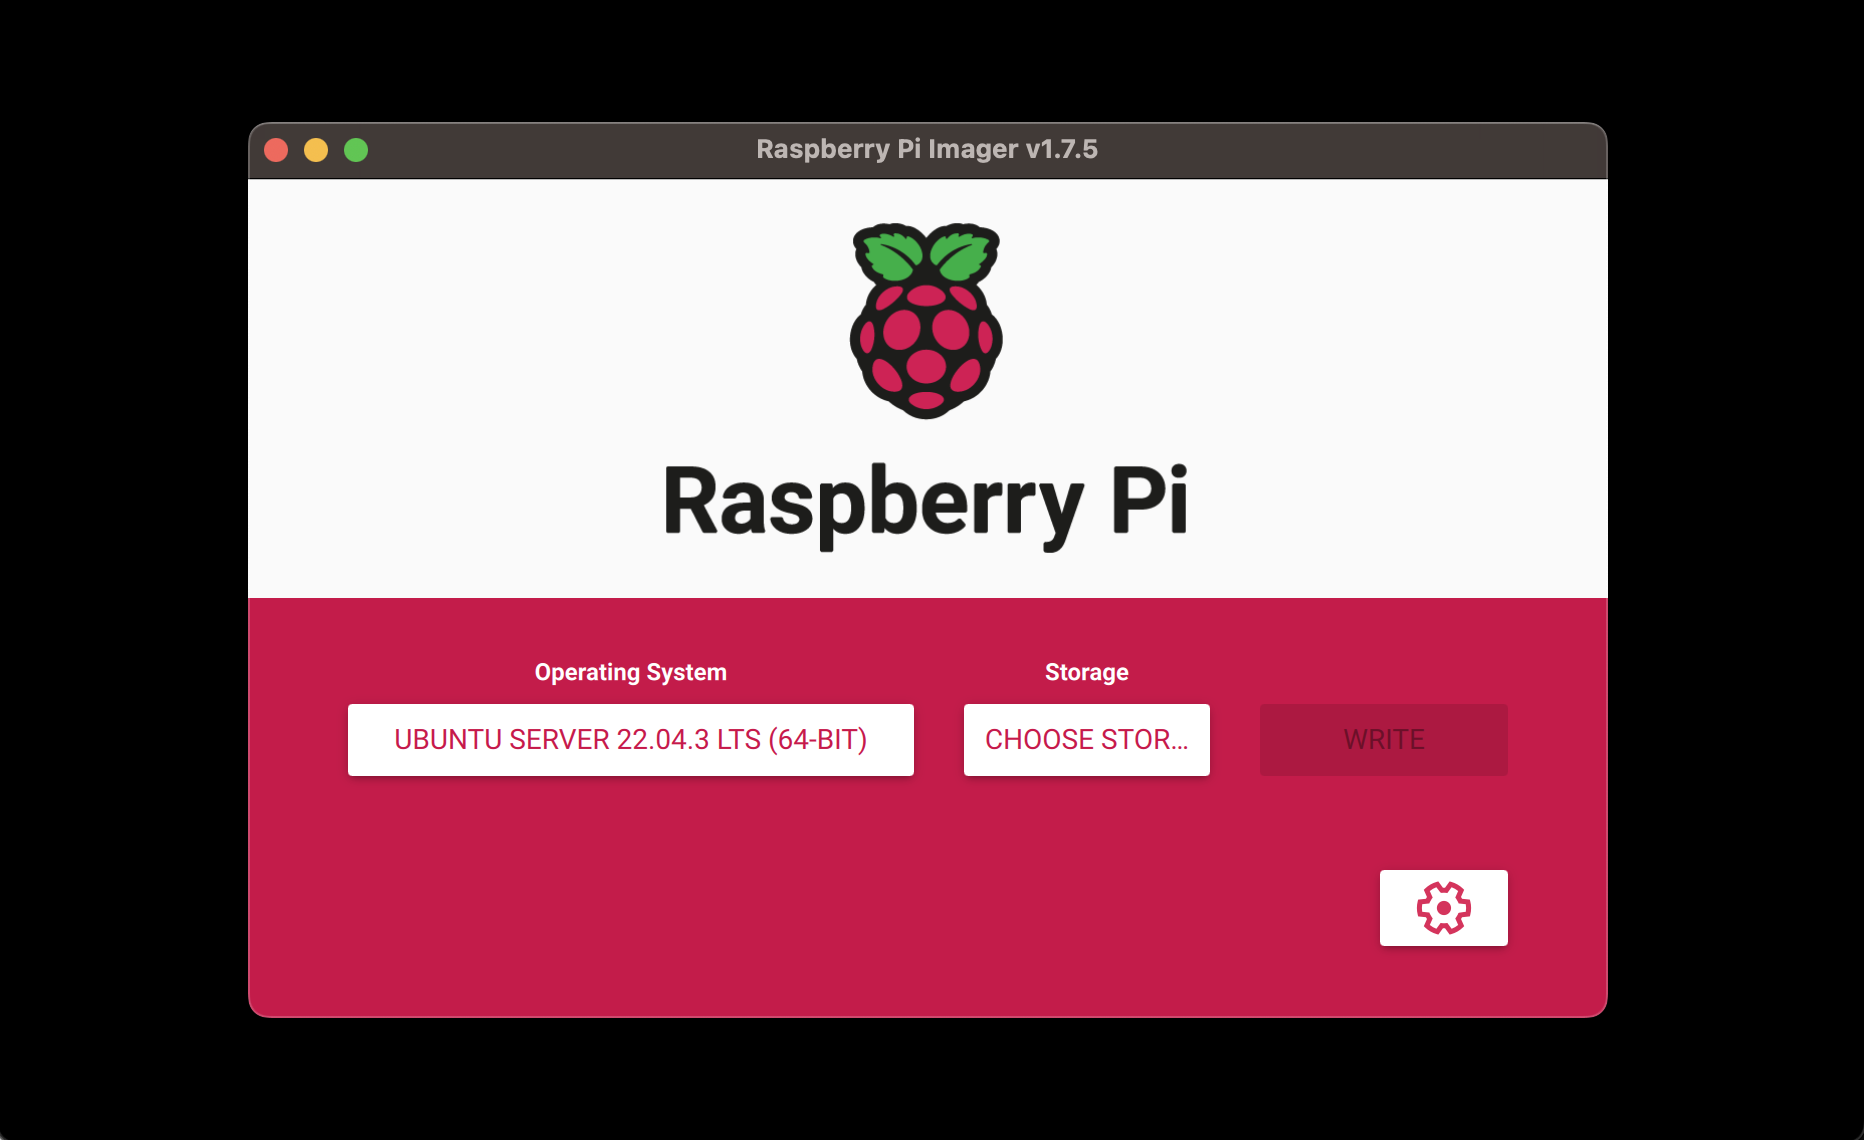 Raspberry Pi Imager v1.7.5
Raspberry Pi
Operating System
Storage
UBUNTU SERVER 22.04.3 LTS (64-BIT)
CHOOSE STOR...
WRITE